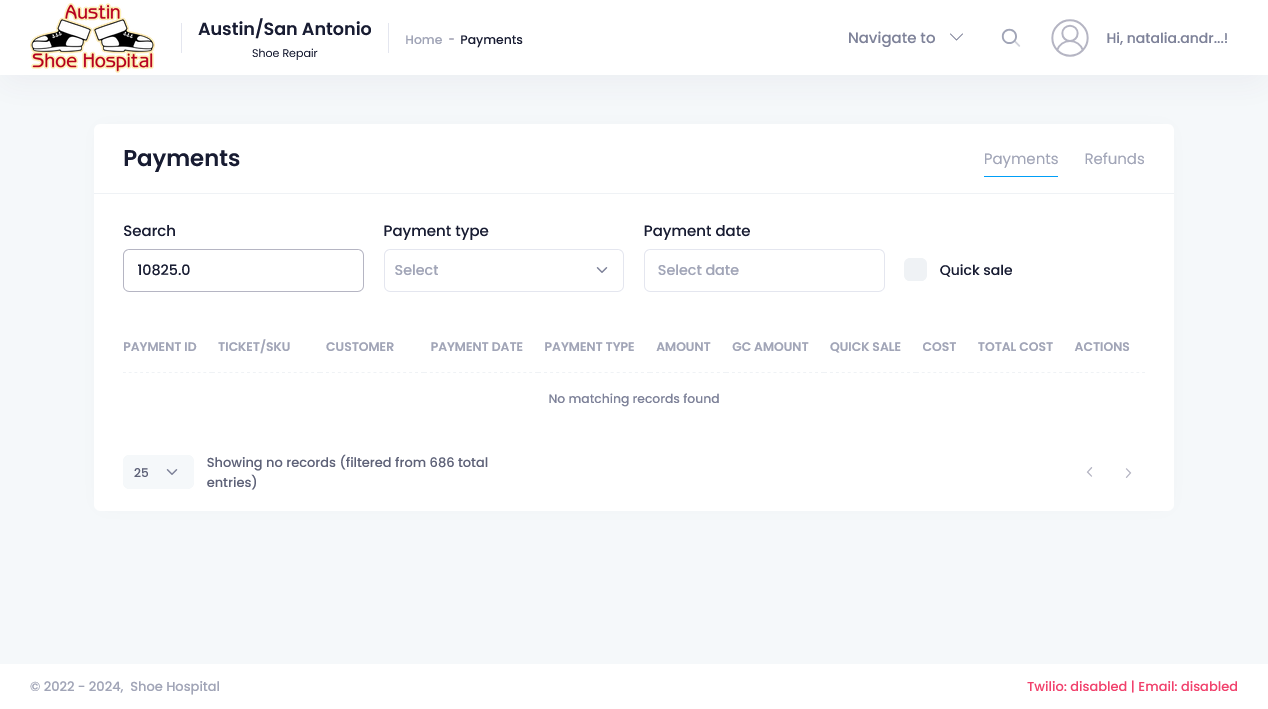 Austin
Shoe Hospital
Austin/San Antonio
Shoe Repair
Home - Payments
Navigate to
Hi, natalia.andr...!
Payments
Payments Refunds
Search
Payment type
Payment date
10825.0
Select
Select date
Quick sale
PAYMENT ID TICKET/SKU CUSTOMER PAYMENT DATE PAYMENT TYPE AMOUNT GC AMOUNT QUICK SALE COST TOTAL COST ACTIONS
No matching records found
25
Showing no records (filtered from 686 total
entries)
© 2022 - 2024, Shoe Hospital
Twilio: disabled | Email: disabled